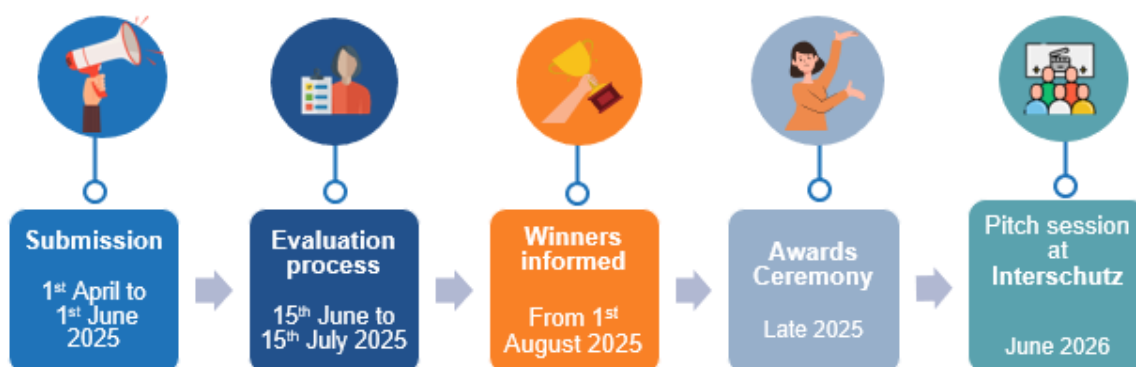 Submission
1st April to
1st June
2025
Evaluation
process
15th June to
15th July 2025
Winners
informed
From 1st
August 2025
Awards
Ceremony
Late 2025
Pitch session
at
Interschutz
June 2026